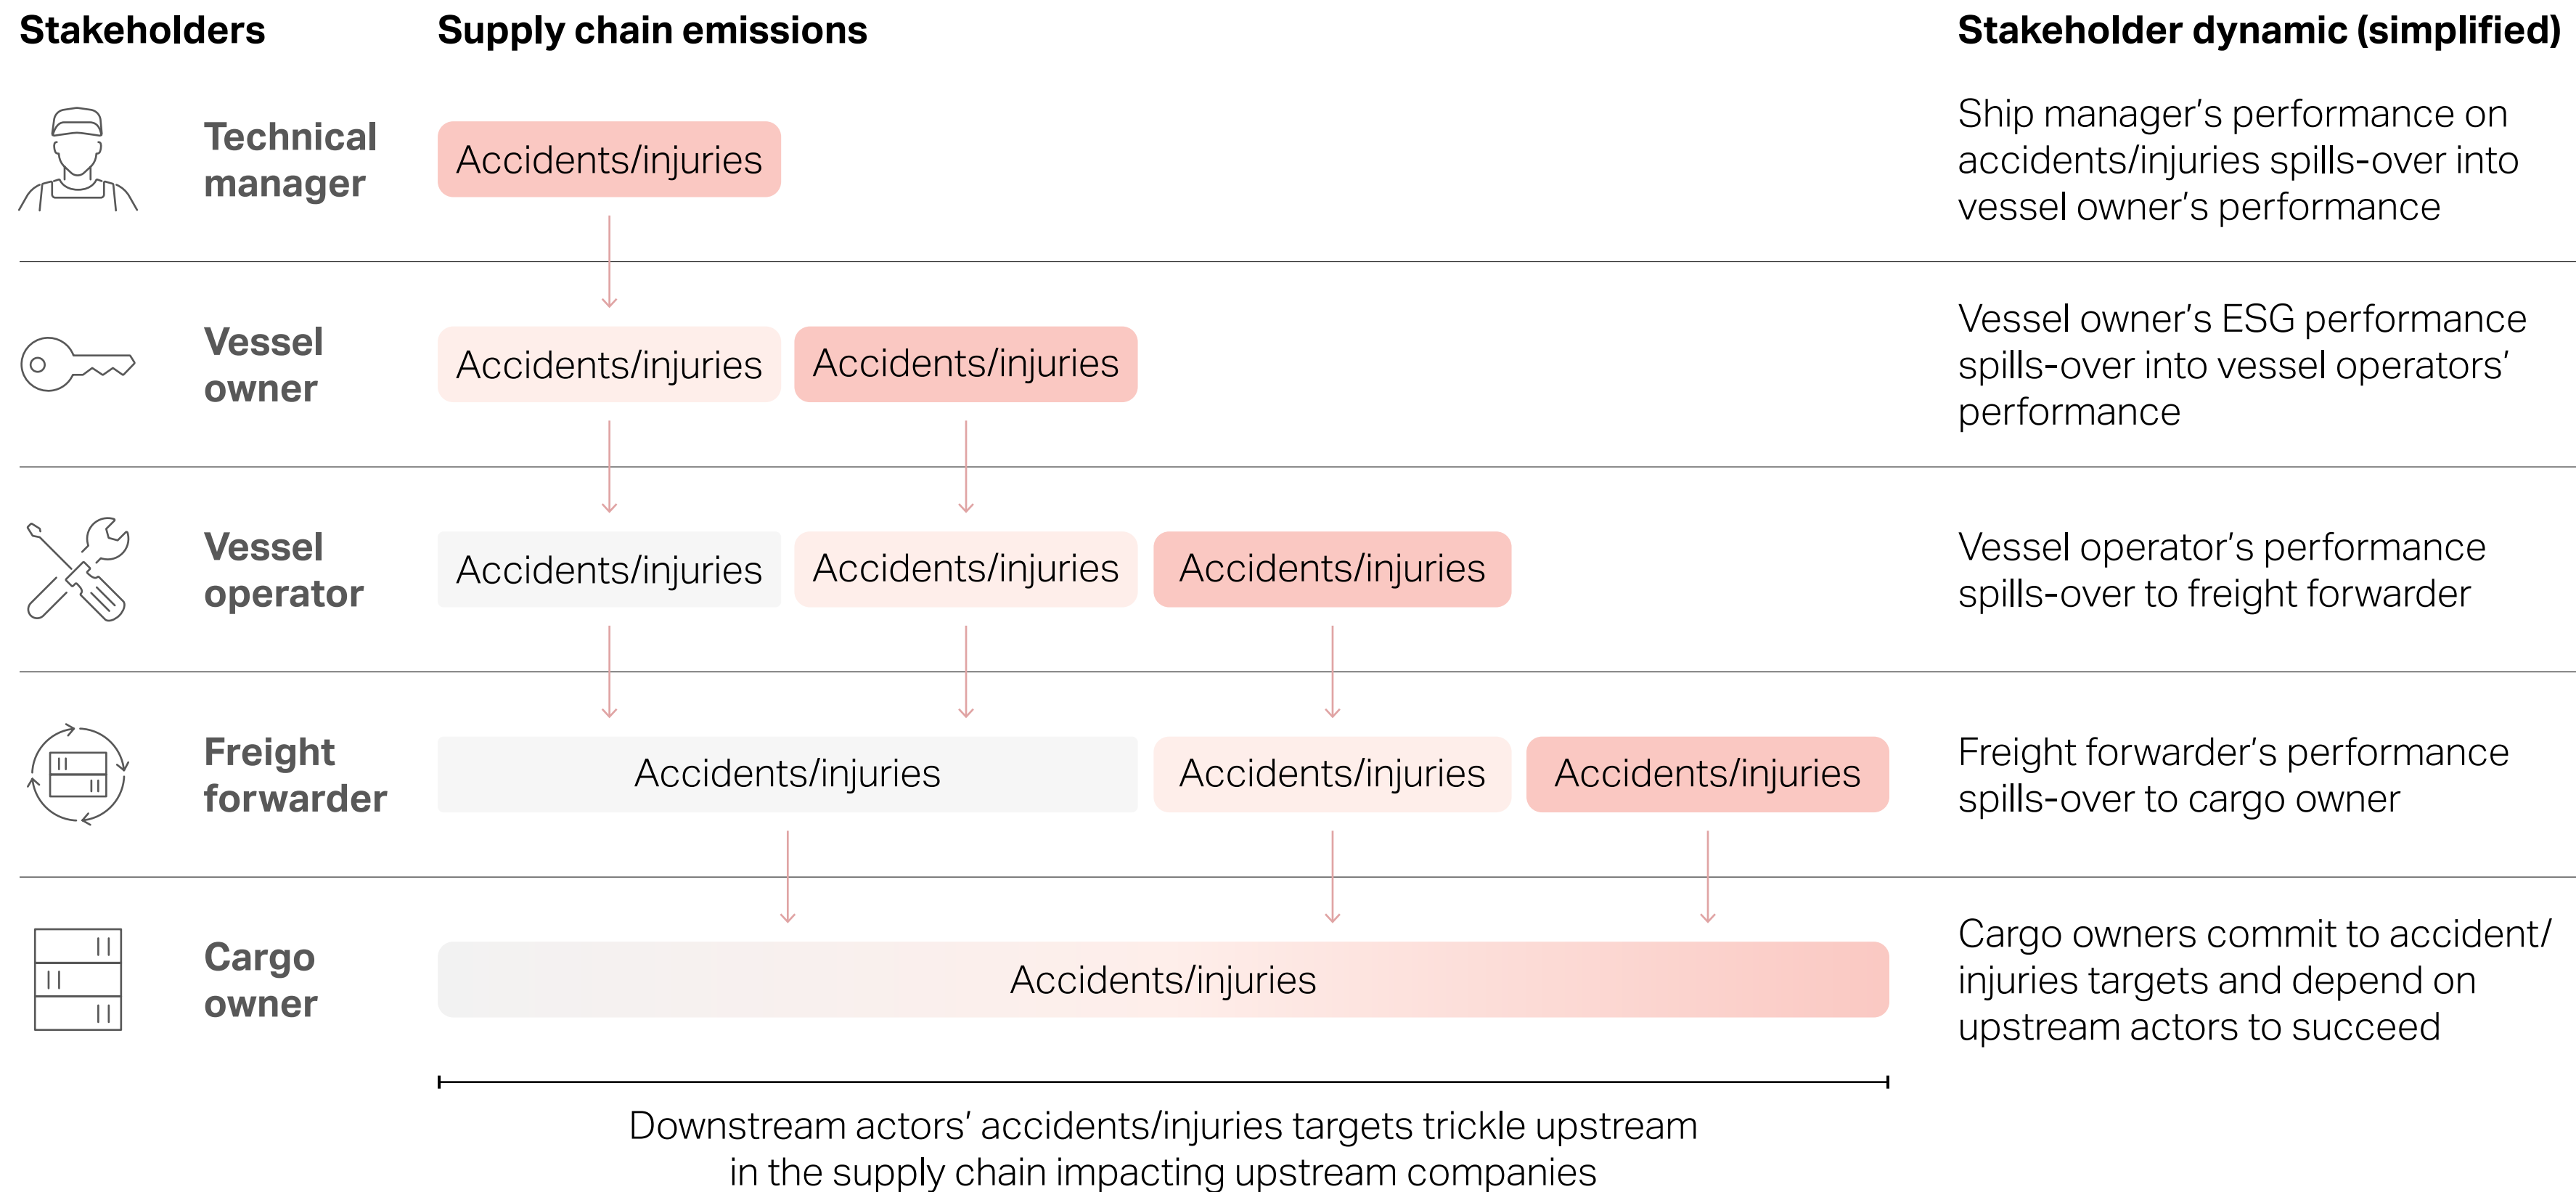 Stakeholders
Supply chain emissions
Stakeholder dynamic (simplified)
Technical
manager
Accidents/injuries
Ship manager’s performance on
accidents/injuries spills-over into
vessel owner’s performance
Vessel
owner
Accidents/injuries
Accidents/injuries
Vessel owner’s ESG performance
spills-over into vessel operators’
performance
Vessel
operator
Accidents/injuries
Accidents/injuries
Accidents/injuries
Vessel operator’s performance
spills-over to freight forwarder
Freight
forwarder
Accidents/injuries
Accidents/injuries
Accidents/injuries
Freight forwarder’s performance
spills-over to cargo owner
Cargo
owner
Accidents/injuries
Cargo owners commit to accident/
injuries targets and depend on
upstream actors to succeed
Downstream actors’ accidents/injuries targets trickle upstream
in the supply chain impacting upstream companies